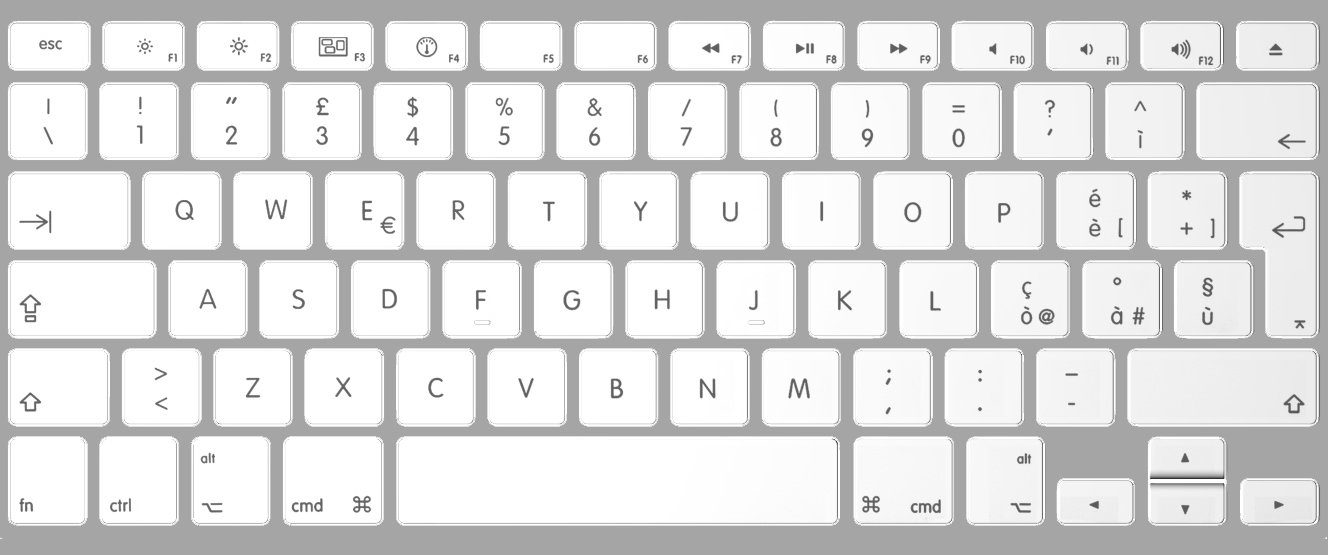 esc F1 F2 F3 F4 F5 F6 F7 F8 F9 F10 F11 F12
| ! " £ $ % & / ( ) = ? ^
\ 1 2 3 4 5 6 7 8 9 0 ' ì
Q W E € R T Y U I O P é * 
è [ + ]
A S D F G H J K L ç ° §
ò @ à # ù
> Z X C V B N M ; : _
< , . -
alt alt
fn ctrl cmd ⌘ ⌘ cmd